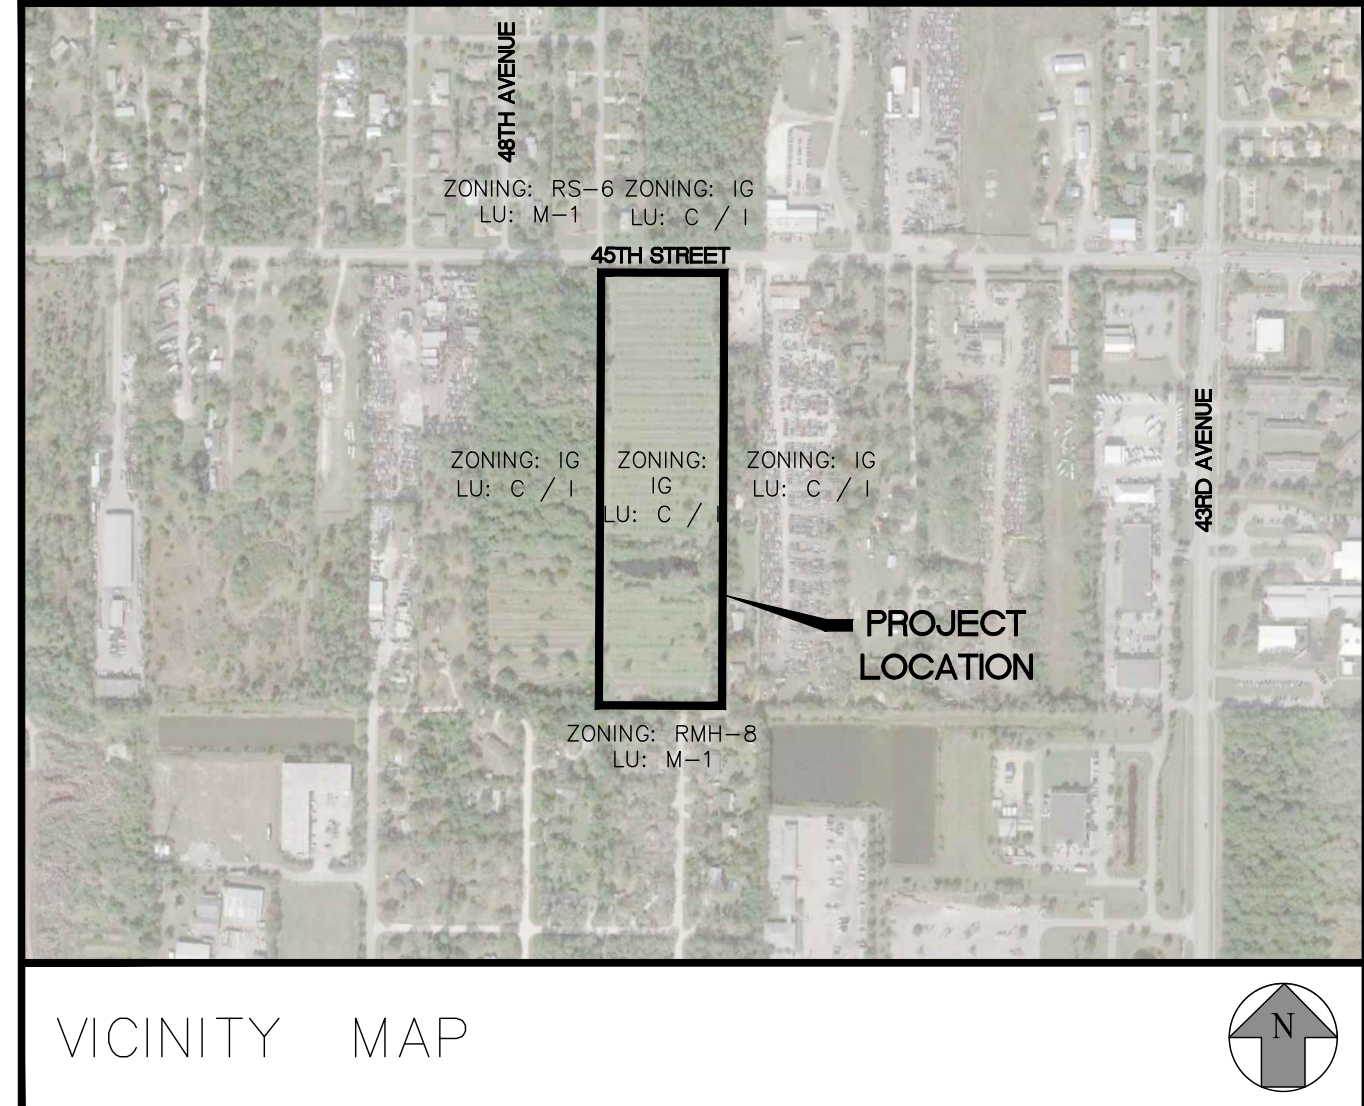 48TH AVENUE
ZONING: RS-6
LU: M-1
ZONING: IG
LU: C / I
45TH STREET
ZONING: IG
LU: C / I
ZONING:
IG
LU: C / I
ZONING: IG
LU: C / I
43RD AVENUE
PROJECT
LOCATION
ZONING: RMH-8
LU: M-1
VICINITY MAP
N